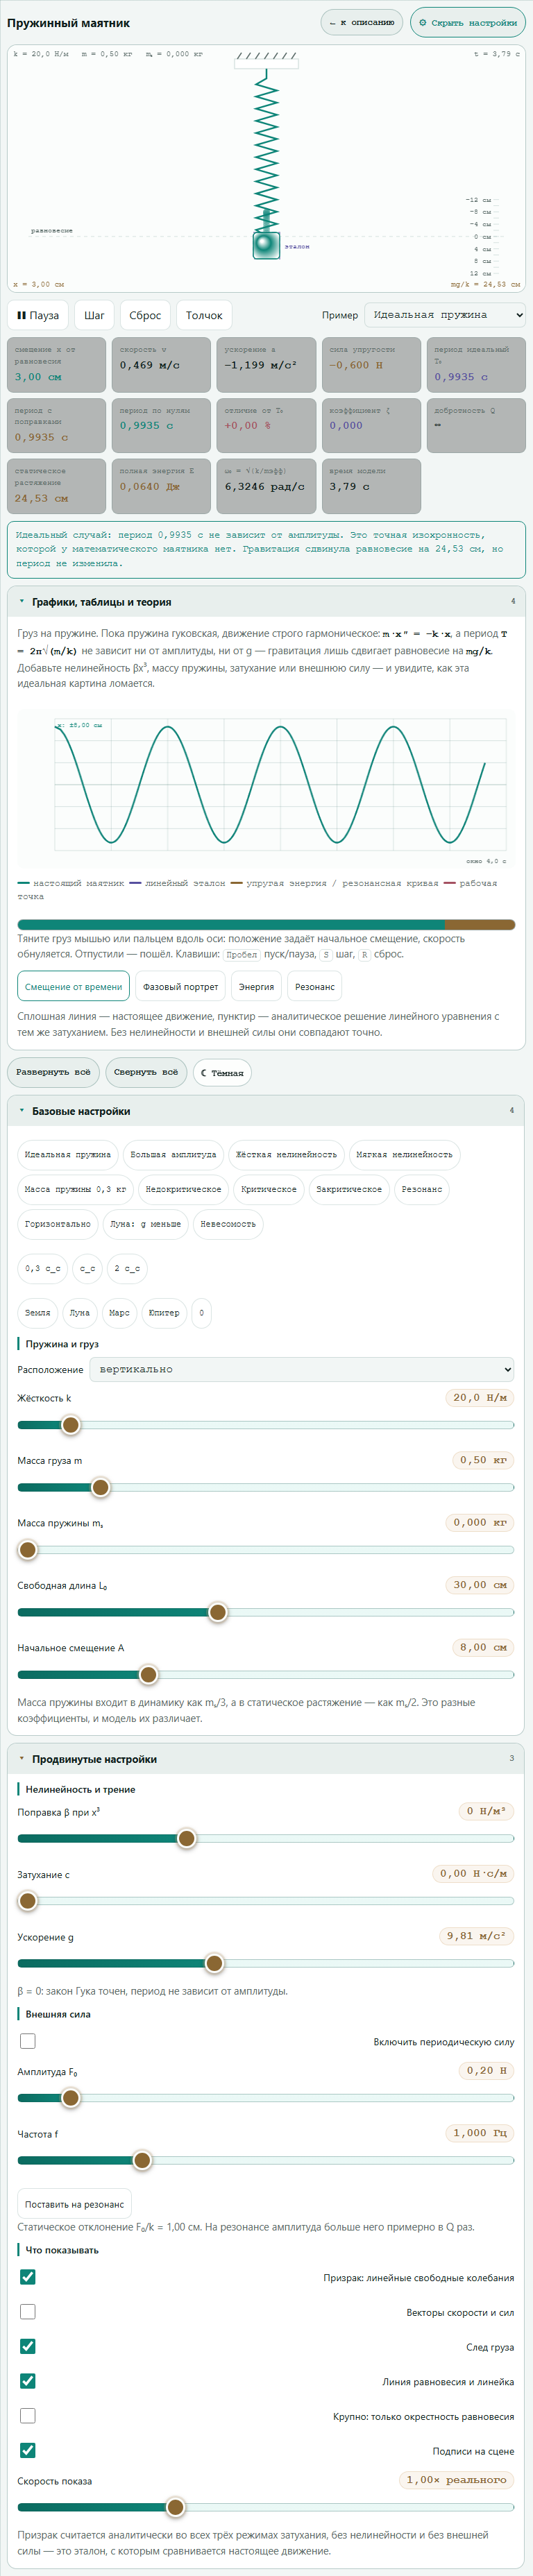 Пружинный маятник
← к описанию
⚙ Скрыть настройки
k = 20,0 Н/м m = 0,50 кг mₛ = 0,000 кг
t = 3,79 с
−12 см
−8 см
−4 см
равновесие
0 см
эталон
4 см
8 см
12 см
x = 3,00 см
mg/k = 24,53 см
Пауза
Шаг
Сброс
Толчок
Пример
Идеальная пружина
смещение x от равновесия
3,00 см
скорость v
0,469 м/с
ускорение a
−1,199 м/с²
сила упругости
−0,600 Н
период идеальный T₀
0,9935 с
период с поправками
0,9935 с
период по нулям
0,9935 с
отличие от T₀
+0,00 %
коэффициент ζ
0,000
добротность Q
∞
статическое растяжение
24,53 см
полная энергия E
0,0640 Дж
ω₀ = √(k/mэфф)
6,3246 рад/с
время модели
3,79 с
Идеальный случай: период 0,9935 с не зависит от амплитуды. Это точная изохронность,
которой у математического маятника нет. Гравитация сдвинула равновесие на 24,53 см, но
период не изменила.
Графики, таблицы и теория
4
Груз на пружине. Пока пружина гуковская, движение строго гармоническое: m·x″ = −k·x, а период T
= 2π√(m/k) не зависит ни от амплитуды, ни от g — гравитация лишь сдвигает равновесие на mg/k.
Добавьте нелинейность βx³, массу пружины, затухание или внешнюю силу — и увидите, как эта
идеальная картина ломается.
x: ±8,00 см
окно 4,0 с
настоящий маятник
линейный эталон
упругая энергия / резонансная кривая
рабочая
точка
Тяните груз мышью или пальцем вдоль оси: положение задаёт начальное смещение, скорость
обнуляется. Отпустили — пошёл. Клавиши: Пробел пуск/пауза, S шаг, R сброс.
Смещение от времени
Фазовый портрет
Энергия
Резонанс
Сплошная линия — настоящее движение, пунктир — аналитическое решение линейного уравнения с
тем же затуханием. Без нелинейности и внешней силы они совпадают точно.
Развернуть всё
Свернуть всё
☾ Тёмная
Базовые настройки
4
Идеальная пружина
Большая амплитуда
Жёсткая нелинейность
Мягкая нелинейность
Масса пружины 0,3 кг
Недокритическое
Критическое
Закритическое
Резонанс
Горизонтально
Луна: g меньше
Невесомость
0,3 c_c
c_c
2 c_c
Земля
Луна
Марс
Юпитер
0
Пружина и груз
Расположение
вертикально
Жёсткость k
20,0 Н/м
Масса груза m
0,50 кг
Масса пружины mₛ
0,000 кг
Свободная длина L₀
30,00 см
Начальное смещение A
8,00 см
Масса пружины входит в динамику как mₛ/3, а в статическое растяжение — как mₛ/2. Это разные
коэффициенты, и модель их различает.
Продвинутые настройки
3
Нелинейность и трение
Поправка β при x³
0 Н/м³
Затухание c
0,00 Н·с/м
Ускорение g
9,81 м/с²
β = 0: закон Гука точен, период не зависит от амплитуды.
Внешняя сила
Включить периодическую силу
Амплитуда F₀
0,20 Н
Частота f
1,000 Гц
Поставить на резонанс
Статическое отклонение F₀/k = 1,00 см. На резонансе амплитуда больше него примерно в Q раз.
Что показывать
Призрак: линейные свободные колебания
Векторы скорости и сил
След груза
Линия равновесия и линейка
Крупно: только окрестность равновесия
Подписи на сцене
Скорость показа
1,00× реального
Призрак считается аналитически во всех трёх режимах затухания, без нелинейности и без внешней
силы — это эталон, с которым сравнивается настоящее движение.